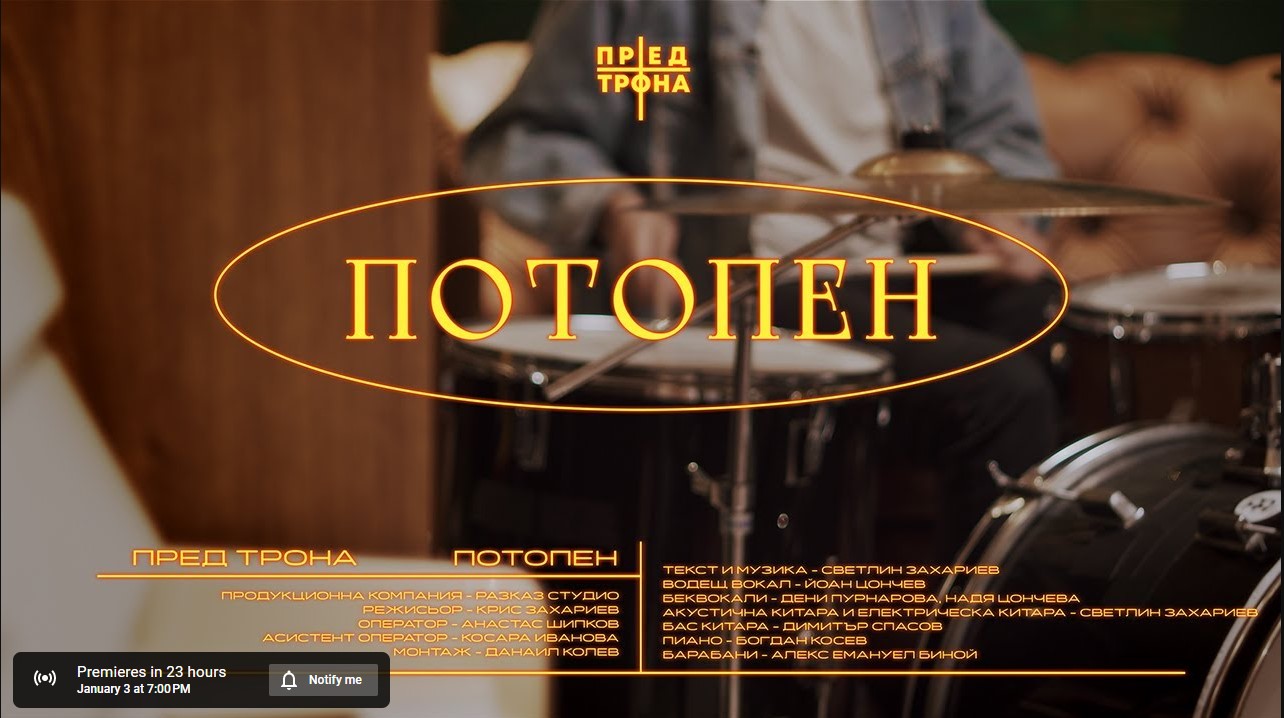 ПРЕД
ТРОНА
ПОТОПЕН
ПРЕД ТРОНА ПОТОПЕН
ПРОДУКЦИОННА КОМПАНИЯ - РАЗКАЗ СТУДИО
РЕЖИСЬОР - КРИС ЗАХАРИЕВ
ОПЕРАТОР - АНАСТАС ШИПКОВ
АСИСТЕНТ ОПЕРАТОР - КОСАРА ИВАНОВА
МОНТАЖ - ДАНАИЛ КОЛЕВ
ТЕКСТ И МУЗИКА - СВЕТЛИН ЗАХАРИЕВ
ВОДЕЩ ВОКАЛ - ЙОАН ЦОНЧЕВ
БЕКВОКАЛИ - ДЕНИ ПУРНАРОВА, НАДЯ ЦОНЧЕВА
АКУСТИЧНА КИТАРА И ЕЛЕКТРИЧЕСКА КИТАРА - СВЕТЛИН ЗАХАРИЕВ
БАС КИТАРА - ДИМИТЪР СПАСОВ
ПИАНО - БОГДАН КОСЕВ
БАРАБАНИ - АЛЕКС ЕМАНУЕЛ БИНОЙ
Premieres in 23 hours
January 3 at 7:00 PM
Notify me